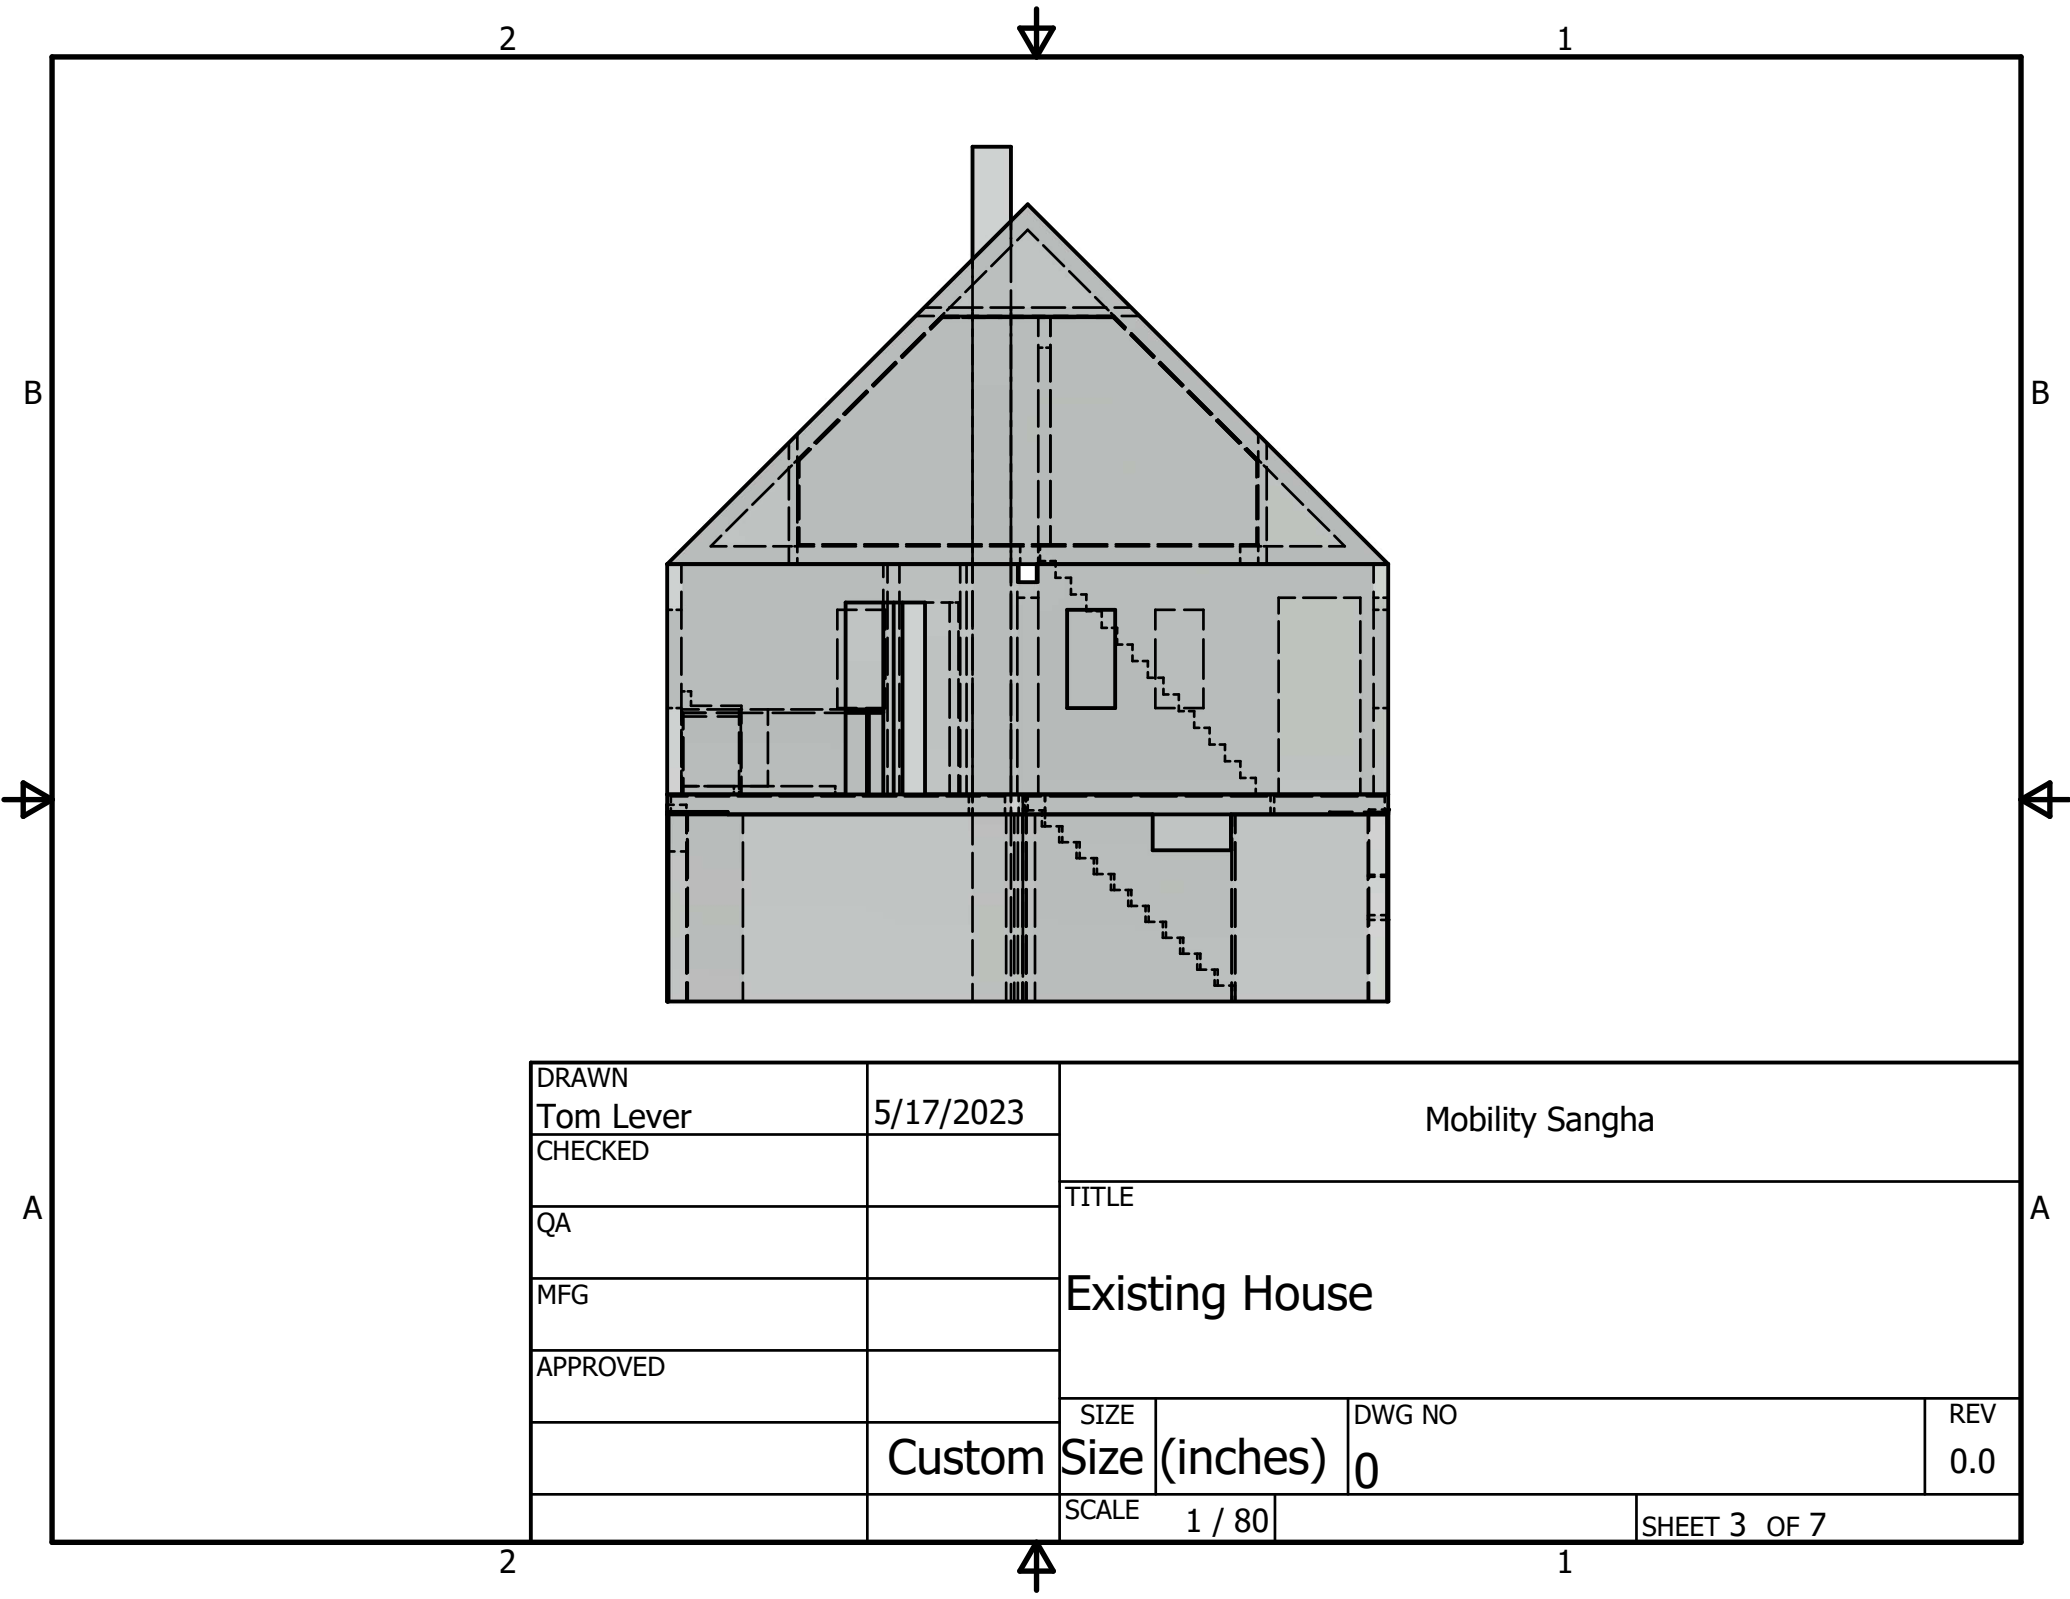 2 1
B B
A A
DRAWN
Tom Lever 5/17/2023
Mobility Sangha
CHECKED
TITLE
QA
Existing House
MFG
APPROVED
SIZE DWG NO REV
Custom Size (inches) 0 0.0
SCALE 1 / 80 SHEET 3 OF 7
2 1